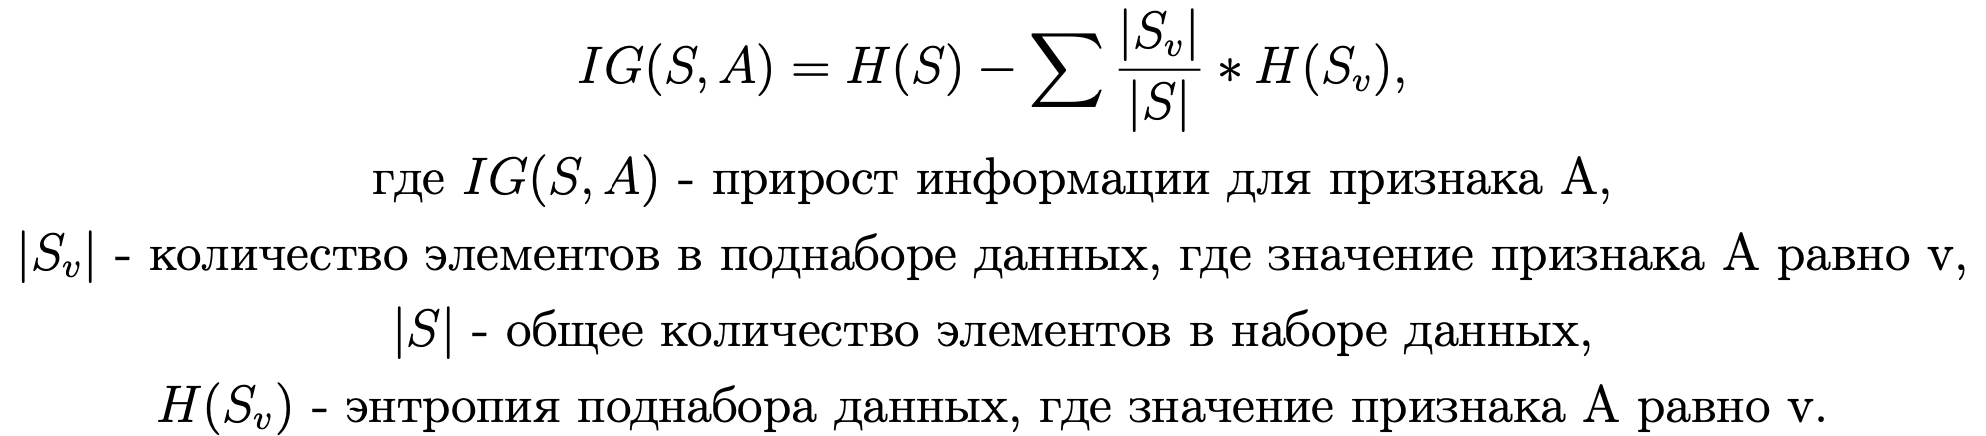 IG(S, A) = H(S) − ∑ |S_v| / |S| * H(S_v),
где IG(S, A) - прирост информации для признака А,
|S_v| - количество элементов в поднаборе данных, где значение признака А равно v,
|S| - общее количество элементов в наборе данных,
H(S_v) - энтропия поднабора данных, где значение признака А равно v.